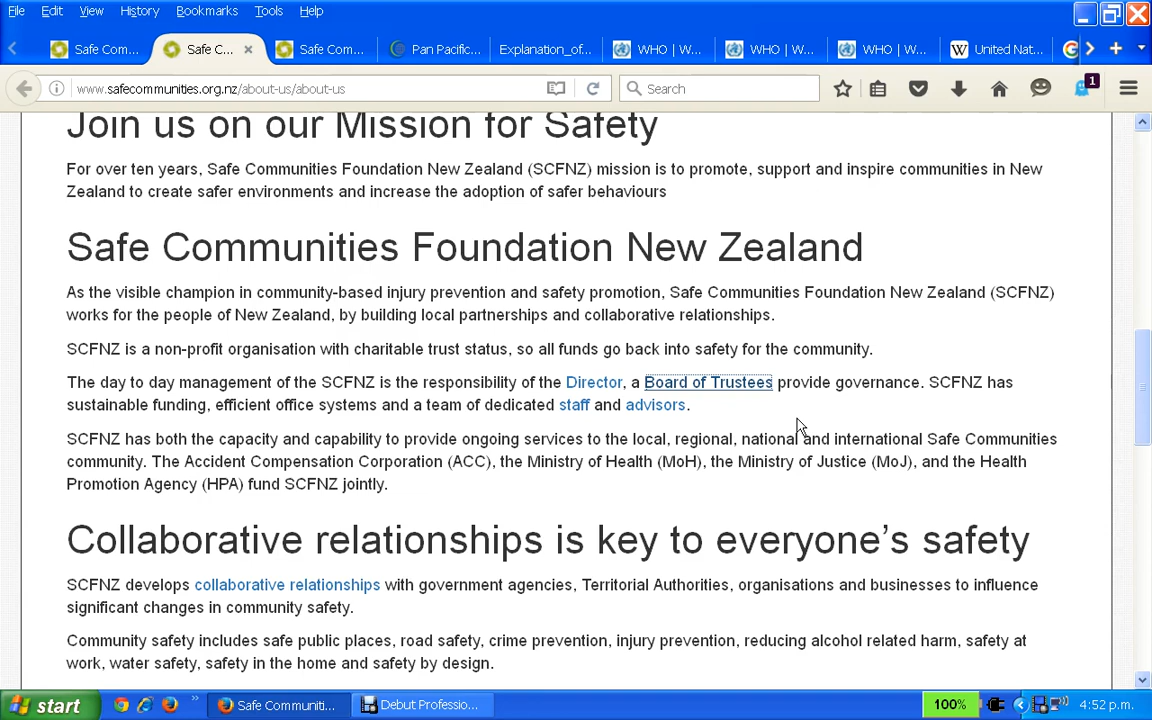 File Edit View History Bookmarks Tools Help
Safe Com... Safe C... Safe Com... Pan Pacific... Explanation_of... WHO | W... WHO | W... WHO | W... United Nat...
www.safecommunities.org.nz/about-us/about-us Search 1
Join us on our Mission for Safety
For over ten years, Safe Communities Foundation New Zealand (SCFNZ) mission is to promote, support and inspire communities in New
Zealand to create safer environments and increase the adoption of safer behaviours
Safe Communities Foundation New Zealand
As the visible champion in community-based injury prevention and safety promotion, Safe Communities Foundation New Zealand (SCFNZ)
works for the people of New Zealand, by building local partnerships and collaborative relationships.
SCFNZ is a non-profit organisation with charitable trust status, so all funds go back into safety for the community.
The day to day management of the SCFNZ is the responsibility of the Director, a Board of Trustees provide governance. SCFNZ has
sustainable funding, efficient office systems and a team of dedicated staff and advisors.
SCFNZ has both the capacity and capability to provide ongoing services to the local, regional, national and international Safe Communities
community. The Accident Compensation Corporation (ACC), the Ministry of Health (MoH), the Ministry of Justice (MoJ), and the Health
Promotion Agency (HPA) fund SCFNZ jointly.
Collaborative relationships is key to everyone's safety
SCFNZ develops collaborative relationships with government agencies, Territorial Authorities, organisations and businesses to influence
significant changes in community safety.
Community safety includes safe public places, road safety, crime prevention, injury prevention, reducing alcohol related harm, safety at
work, water safety, safety in the home and safety by design.
start Safe Communiti... Debut Professio... 100% 4:52 p.m.